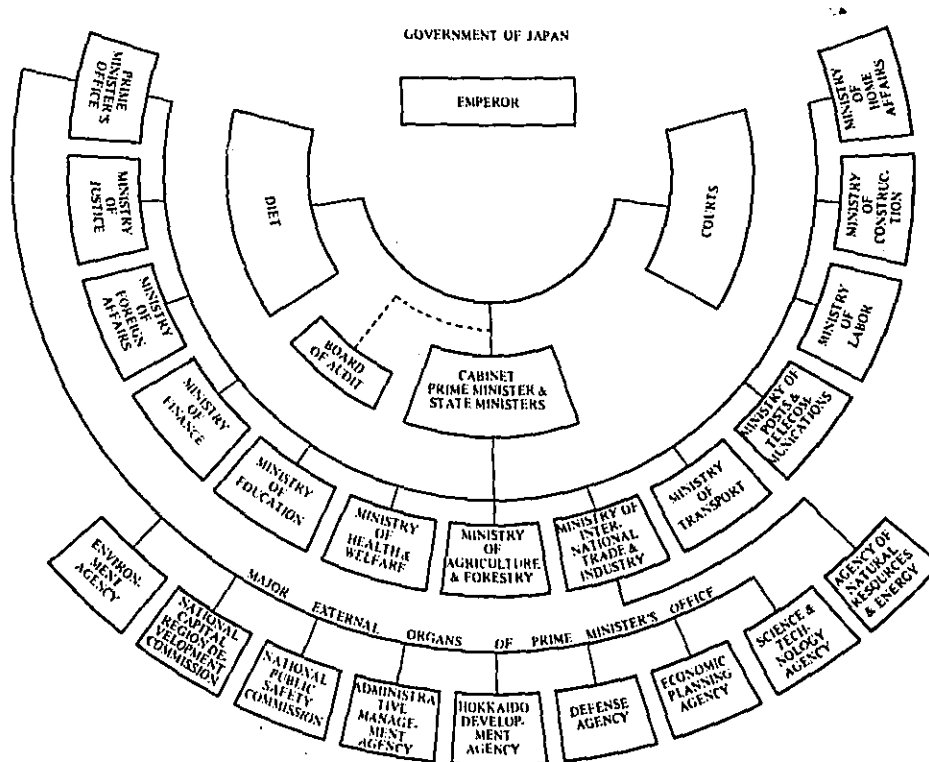 GOVERNMENT OF JAPAN
EMPEROR
DIET
COURTS
BOARD
OF AUDIT
CABINET
PRIME MINISTER &
STATE MINISTERS
PRIME
MINISTER'S
OFFICE
MINISTRY
OF
JUSTICE
MINISTRY
OF
FOREIGN
AFFAIRS
MINISTRY
OF
FINANCE
MINISTRY
OF
EDUCATION
MINISTRY
OF
HEALTH &
WELFARE
MINISTRY
OF
AGRICULTURE
& FORESTRY
MINISTRY OF
INTER-
NATIONAL
TRADE &
INDUSTRY
MINISTRY
OF
TRANSPORT
MINISTRY OF
POSTS &
TELECOM
MUNICATIONS
MINISTRY
OF
LABOR
MINISTRY
OF
CONSTRUC-
TION
MINISTRY
OF
HOME
AFFAIRS
MAJOR EXTERNAL ORGANS OF PRIME MINISTER'S OFFICE
ENVIRON-
MENT
AGENCY
NATIONAL
CAPITAL
REGION DE-
VELOPMENT
COMMISSION
NATIONAL
PUBLIC
SAFETY
COMMISSION
ADMINISTRA
TIVE
MANAGE-
MENT AGENCY
HOKKAIDO
DEVELOP-
MENT
AGENCY
DEFENSE
AGENCY
ECONOMIC
PLANNING
AGENCY
SCIENCE &
TECH-
NOLOGY
AGENCY
AGENCY OF
NATURAL
RESOURCES
& ENERGY